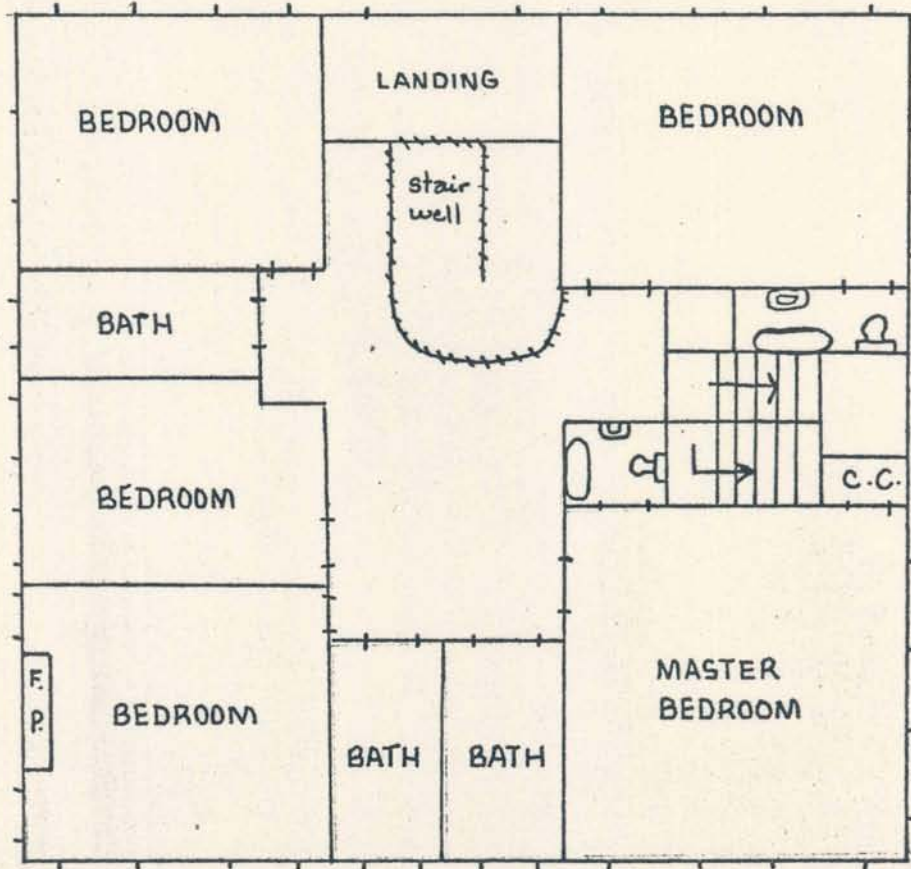 LANDING
BEDROOM
BEDROOM
stair
well
BATH
C.C.
BEDROOM
F.
P.
MASTER
BEDROOM
BEDROOM
BATH
BATH